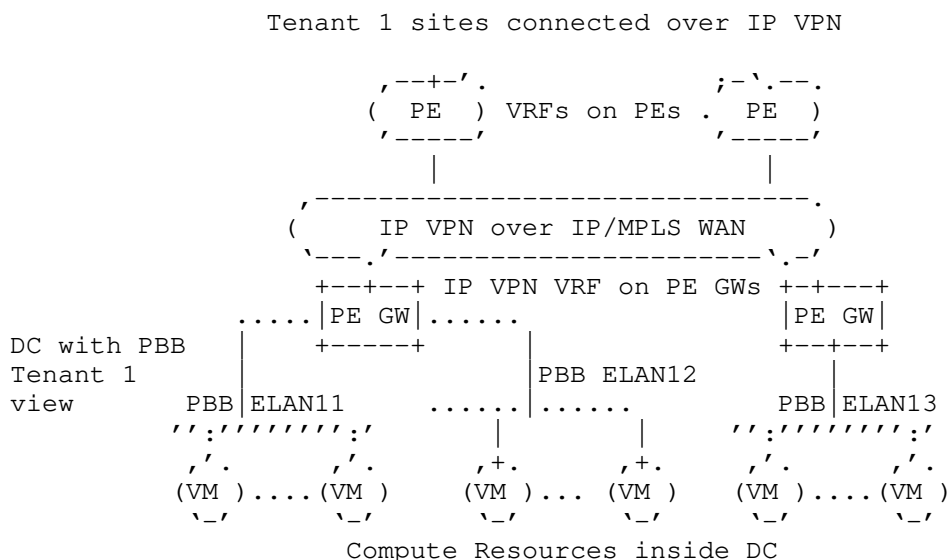 Tenant 1 sites connected over IP VPN
PE VRFs on PEs . PE
IP VPN over IP/MPLS WAN
IP VPN VRF on PE GWs
PE GW PE GW
DC with PBB
Tenant 1 PBB ELAN12
view PBB ELAN11 PBB ELAN13
(VM )....(VM ) (VM )... (VM ) (VM )....(VM )
Compute Resources inside DC